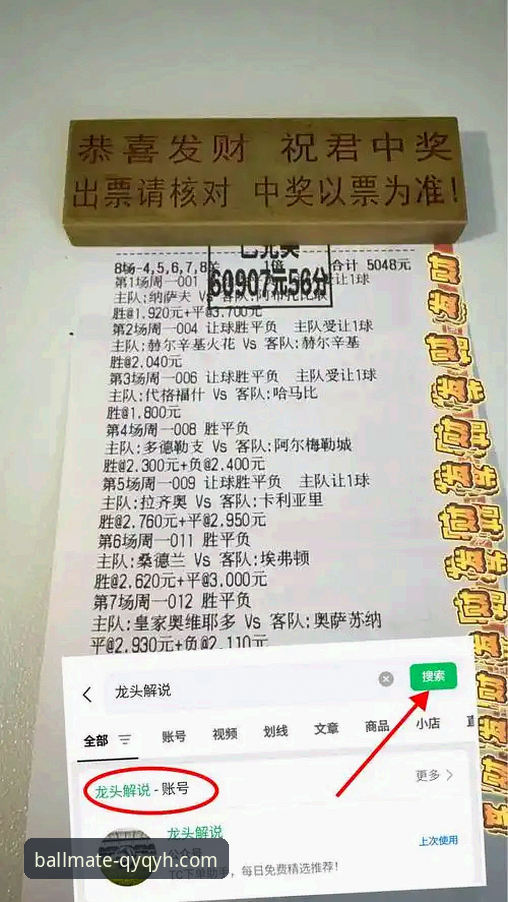 恭喜发财 祝君中奖
出票请核对 中奖以票为准!
已兑奖
60907元56分
8场-4,5,6,7,8关 1倍 合计 5048元
第1场周一001 让1球
主队:纳萨夫 Vs 客队:
胜@1.920元+平@3.700元
第2场周一004 让球胜平负 主队受让1球
主队:赫尔辛基火花 Vs 客队:赫尔辛基
胜@2.040元
第3场周一006 让球胜平负 主队受让1球
主队:代格福什 Vs 客队:哈马比
胜@1.800元
第4场周一008 胜平负
主队:多德勒支 Vs 客队:阿尔梅勒城
胜@2.300元+负@2.400元
第5场周一009 让球胜平负 主队让1球
主队:拉齐奥 Vs 客队:卡利亚里
胜@2.760元+平@2.950元
第6场周一011 胜平负
主队:桑德兰 Vs 客队:埃弗顿
胜@2.620元+平@3.000元
第7场周一012 胜平负
主队:皇家奥维耶多 Vs 客队:奥萨苏纳
平@2.930元+负@2.110元
龙头解说
搜索
全部 账号 视频 划线 文章 商品 小店 直
龙头解说 - 账号
更多
龙头解说
公众号
上次使用
TC下单助手，每日免费精选推荐！
ballmate-qyqyh.com